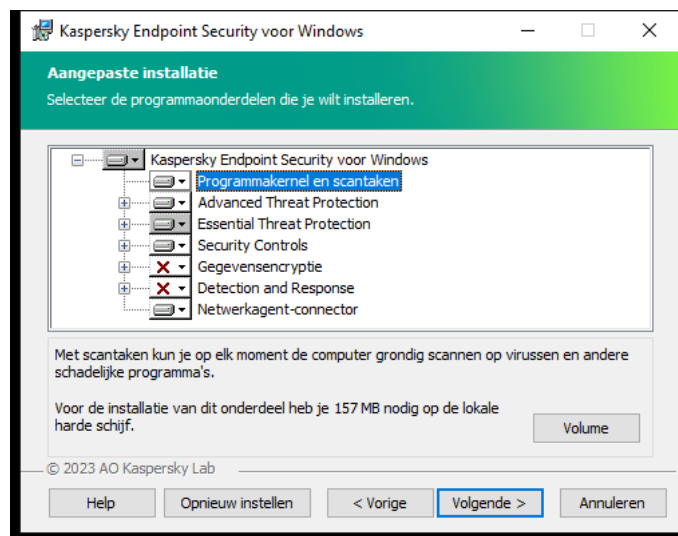 Kaspersky Endpoint Security voor Windows
Aangepaste installatie
Selecteer de programmaonderdelen die je wilt installeren.
Kaspersky Endpoint Security voor Windows
Programmakernel en scantaken
Advanced Threat Protection
Essential Threat Protection
Security Controls
Gegevensencryptie
Detection and Response
Netwerkagent-connector
Met scantaken kun je op elk moment de computer grondig scannen op virussen en andere
schadelijke programma's.
Voor de installatie van dit onderdeel heb je 157 MB nodig op de lokale
harde schijf.
Volume
© 2023 AO Kaspersky Lab
Help
Opnieuw instellen
< Vorige
Volgende >
Annuleren